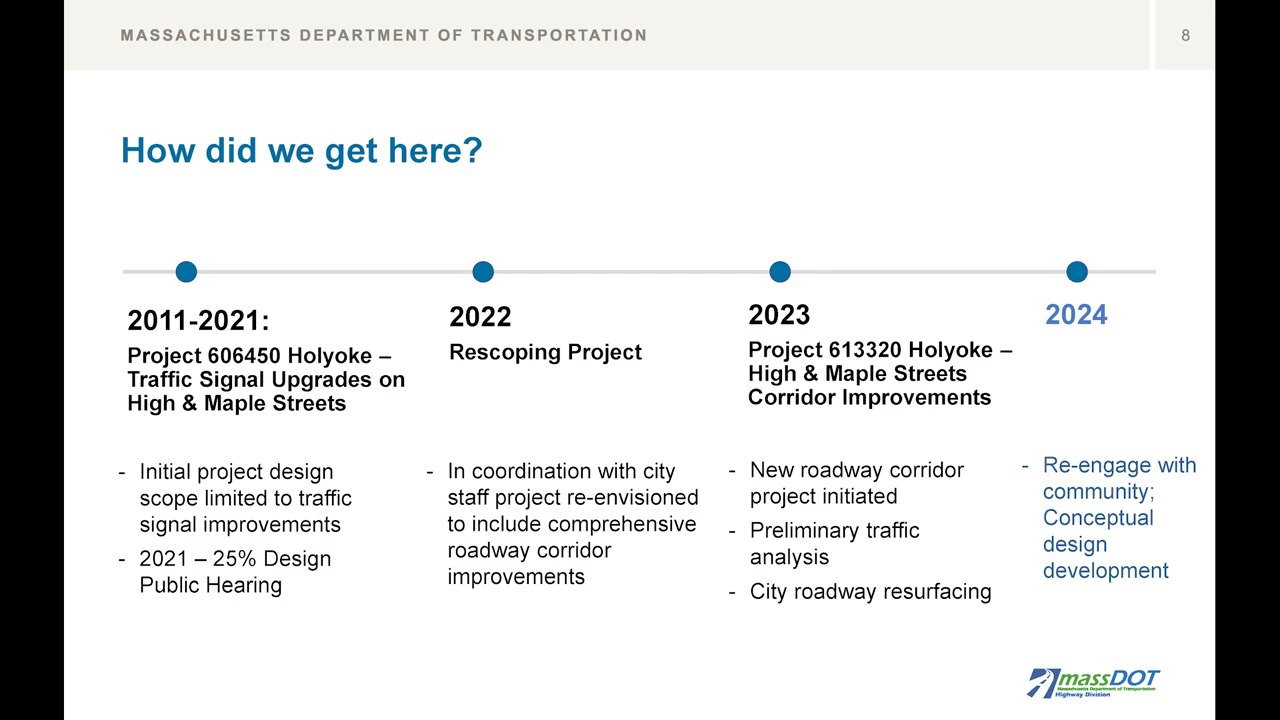 MASSACHUSETTS DEPARTMENT OF TRANSPORTATION
8
How did we get here?
2011-2021:
Project 606450 Holyoke –
Traffic Signal Upgrades on
High & Maple Streets
- Initial project design
scope limited to traffic
signal improvements
- 2021 – 25% Design
Public Hearing
2022
Rescoping Project
- In coordination with city
staff project re-envisioned
to include comprehensive
roadway corridor
improvements
2023
Project 613320 Holyoke –
High & Maple Streets
Corridor Improvements
- New roadway corridor
project initiated
- Preliminary traffic
analysis
- City roadway resurfacing
2024
- Re-engage with
community;
Conceptual
design
development
massDOT
Massachusetts Department of Transportation
Highway Division